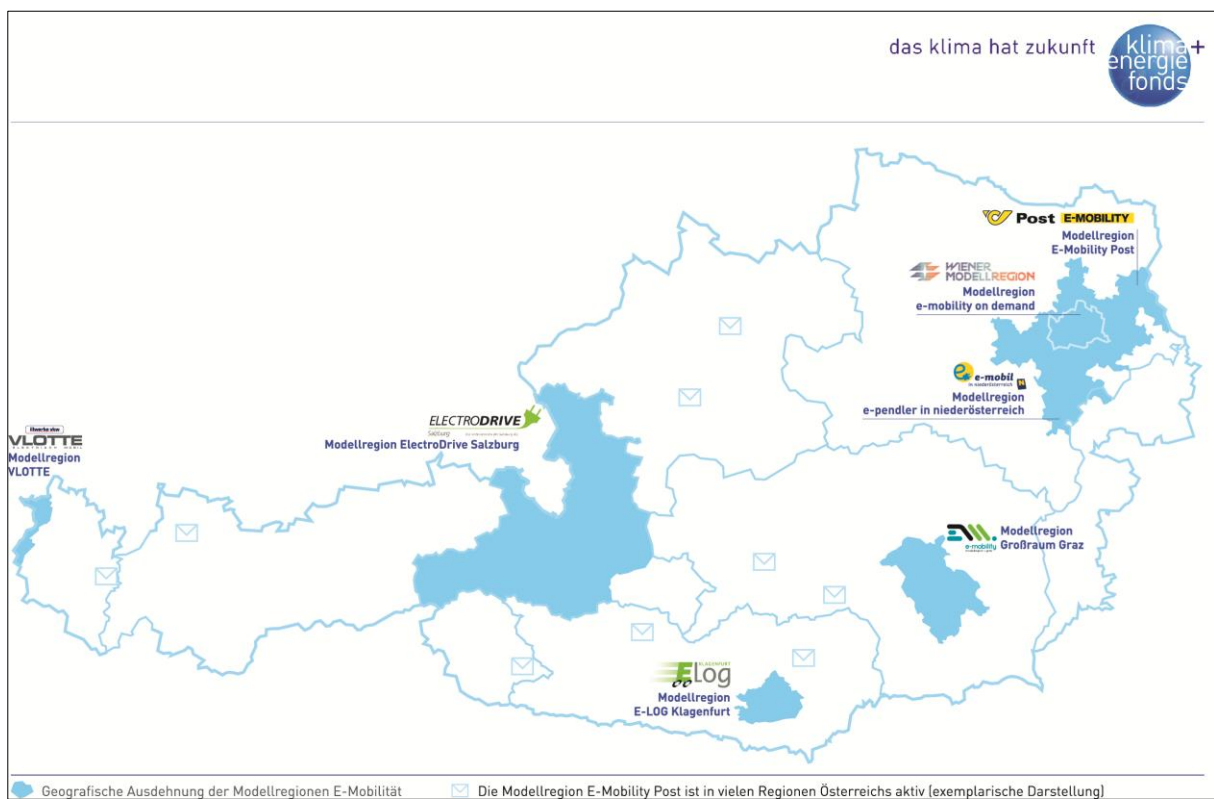 das klima hat zukunft
klima+
energie
fonds
Post E-MOBILITY
Modellregion
E-Mobility Post
WIENER
MODELLREGION
Modellregion
e-mobility on demand
e-mobil
in niederösterreich
Modellregion
e-pendler in niederösterreich
ELECTRODRIVE
Salzburg
Modellregion ElectroDrive Salzburg
VLOTTE
Modellregion
VLOTTE
e-mobility
Modellregion
Großraum Graz
KLAGENFURT
ELog
Modellregion
E-LOG Klagenfurt
Geografische Ausdehnung der Modellregionen E-Mobilität
Die Modellregion E-Mobility Post ist in vielen Regionen Österreichs aktiv (exemplarische Darstellung)